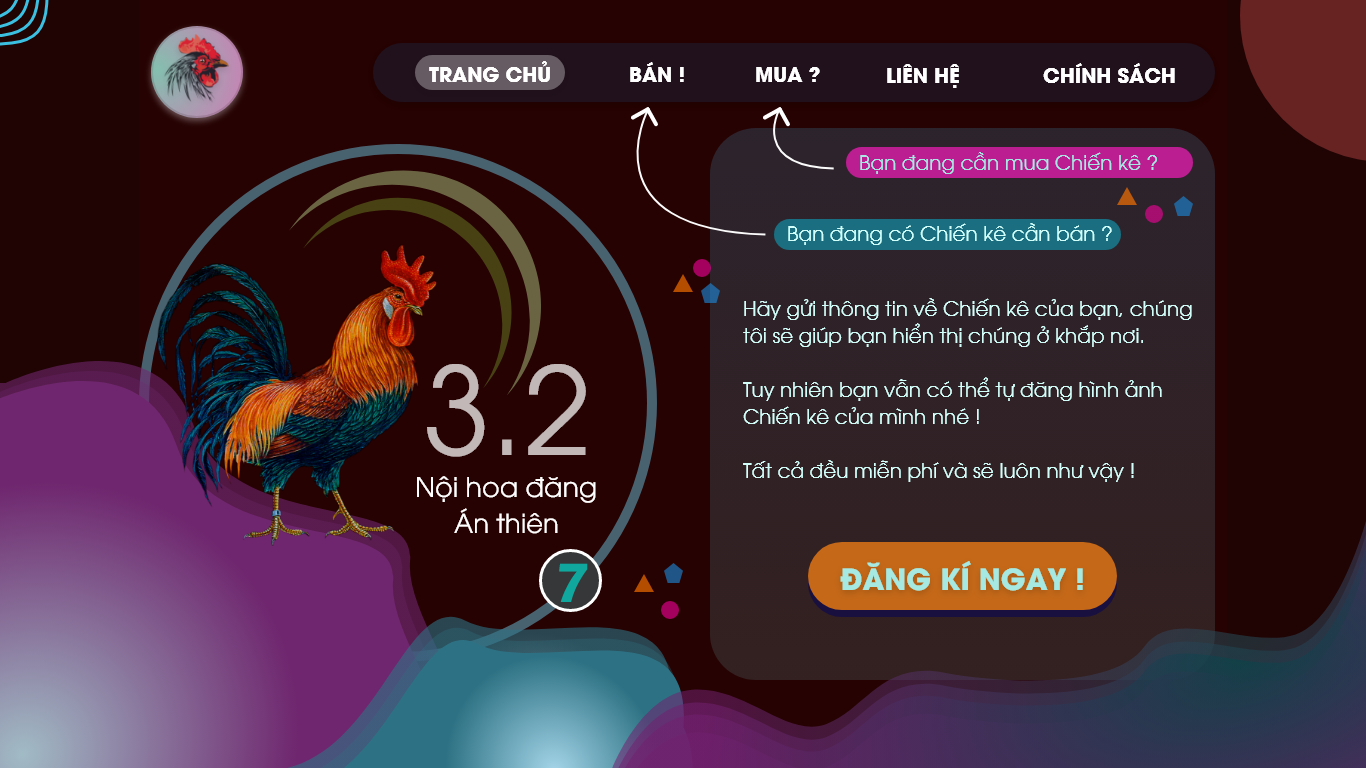 TRANG CHỦ
BÁN !
MUA ?
LIÊN HỆ
CHÍNH SÁCH
Bạn đang cần mua Chiến kê ?
Bạn đang có Chiến kê cần bán ?
Hãy gửi thông tin về Chiến kê của bạn, chúng
tôi sẽ giúp bạn hiển thị chúng ở khắp nơi.
Tuy nhiên bạn vẫn có thể tự đăng hình ảnh
Chiến kê của mình nhé !
Tất cả đều miễn phí và sẽ luôn như vậy !
ĐĂNG KÍ NGAY !
3.2
Nội hoa đăng
Án thiên
7